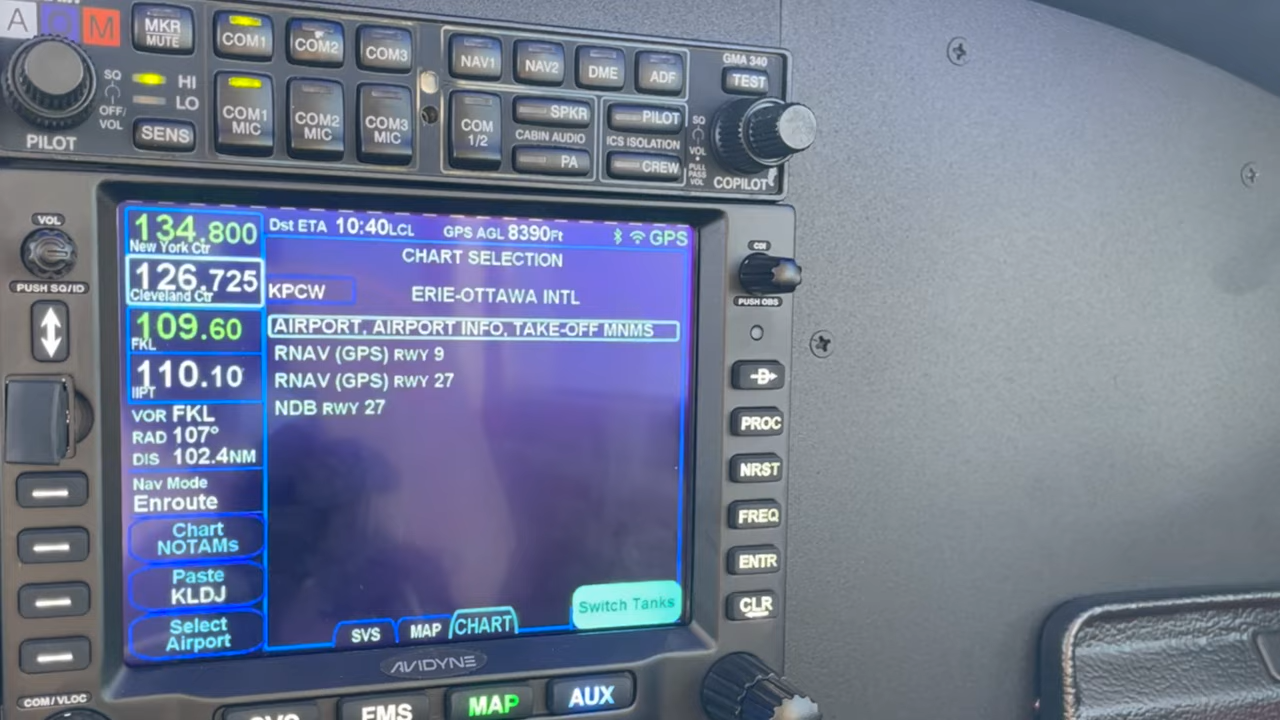 A O M
MKR
MUTE
COM1
COM2
COM3
NAV1
NAV2
DME
ADF
GMA 340
TEST
SQ
OFF/
VOL
HI
LO
SENS
PILOT
COM1
MIC
COM2
MIC
COM3
MIC
COM
1/2
SPKR
CABIN AUDIO
PA
PILOT
ICS ISOLATION
CREW
SQ
VOL
PULL
PASS
VOL
COPILOT
VOL
PUSH SQ/ID
134.800
New York Ctr
126.725
Cleveland Ctr
109.60
FKL
110.10
IIPT
VOR FKL
RAD 107°
DIS 102.4NM
Nav Mode
Enroute
Chart
NOTAMs
Paste
KLDJ
Select
Airport
Dst ETA 10:40LCL GPS AGL 8390Ft GPS
CHART SELECTION
KPCW ERIE-OTTAWA INTL
AIRPORT, AIRPORT INFO, TAKE-OFF MNMS
RNAV (GPS) RWY 9
RNAV (GPS) RWY 27
NDB RWY 27
Switch Tanks
SVS MAP CHART
CDI
PUSH OBS
D
PROC
NRST
FREQ
ENTR
CLR
AVIDYNE
COM/VLOC
SVS
FMS
MAP
AUX